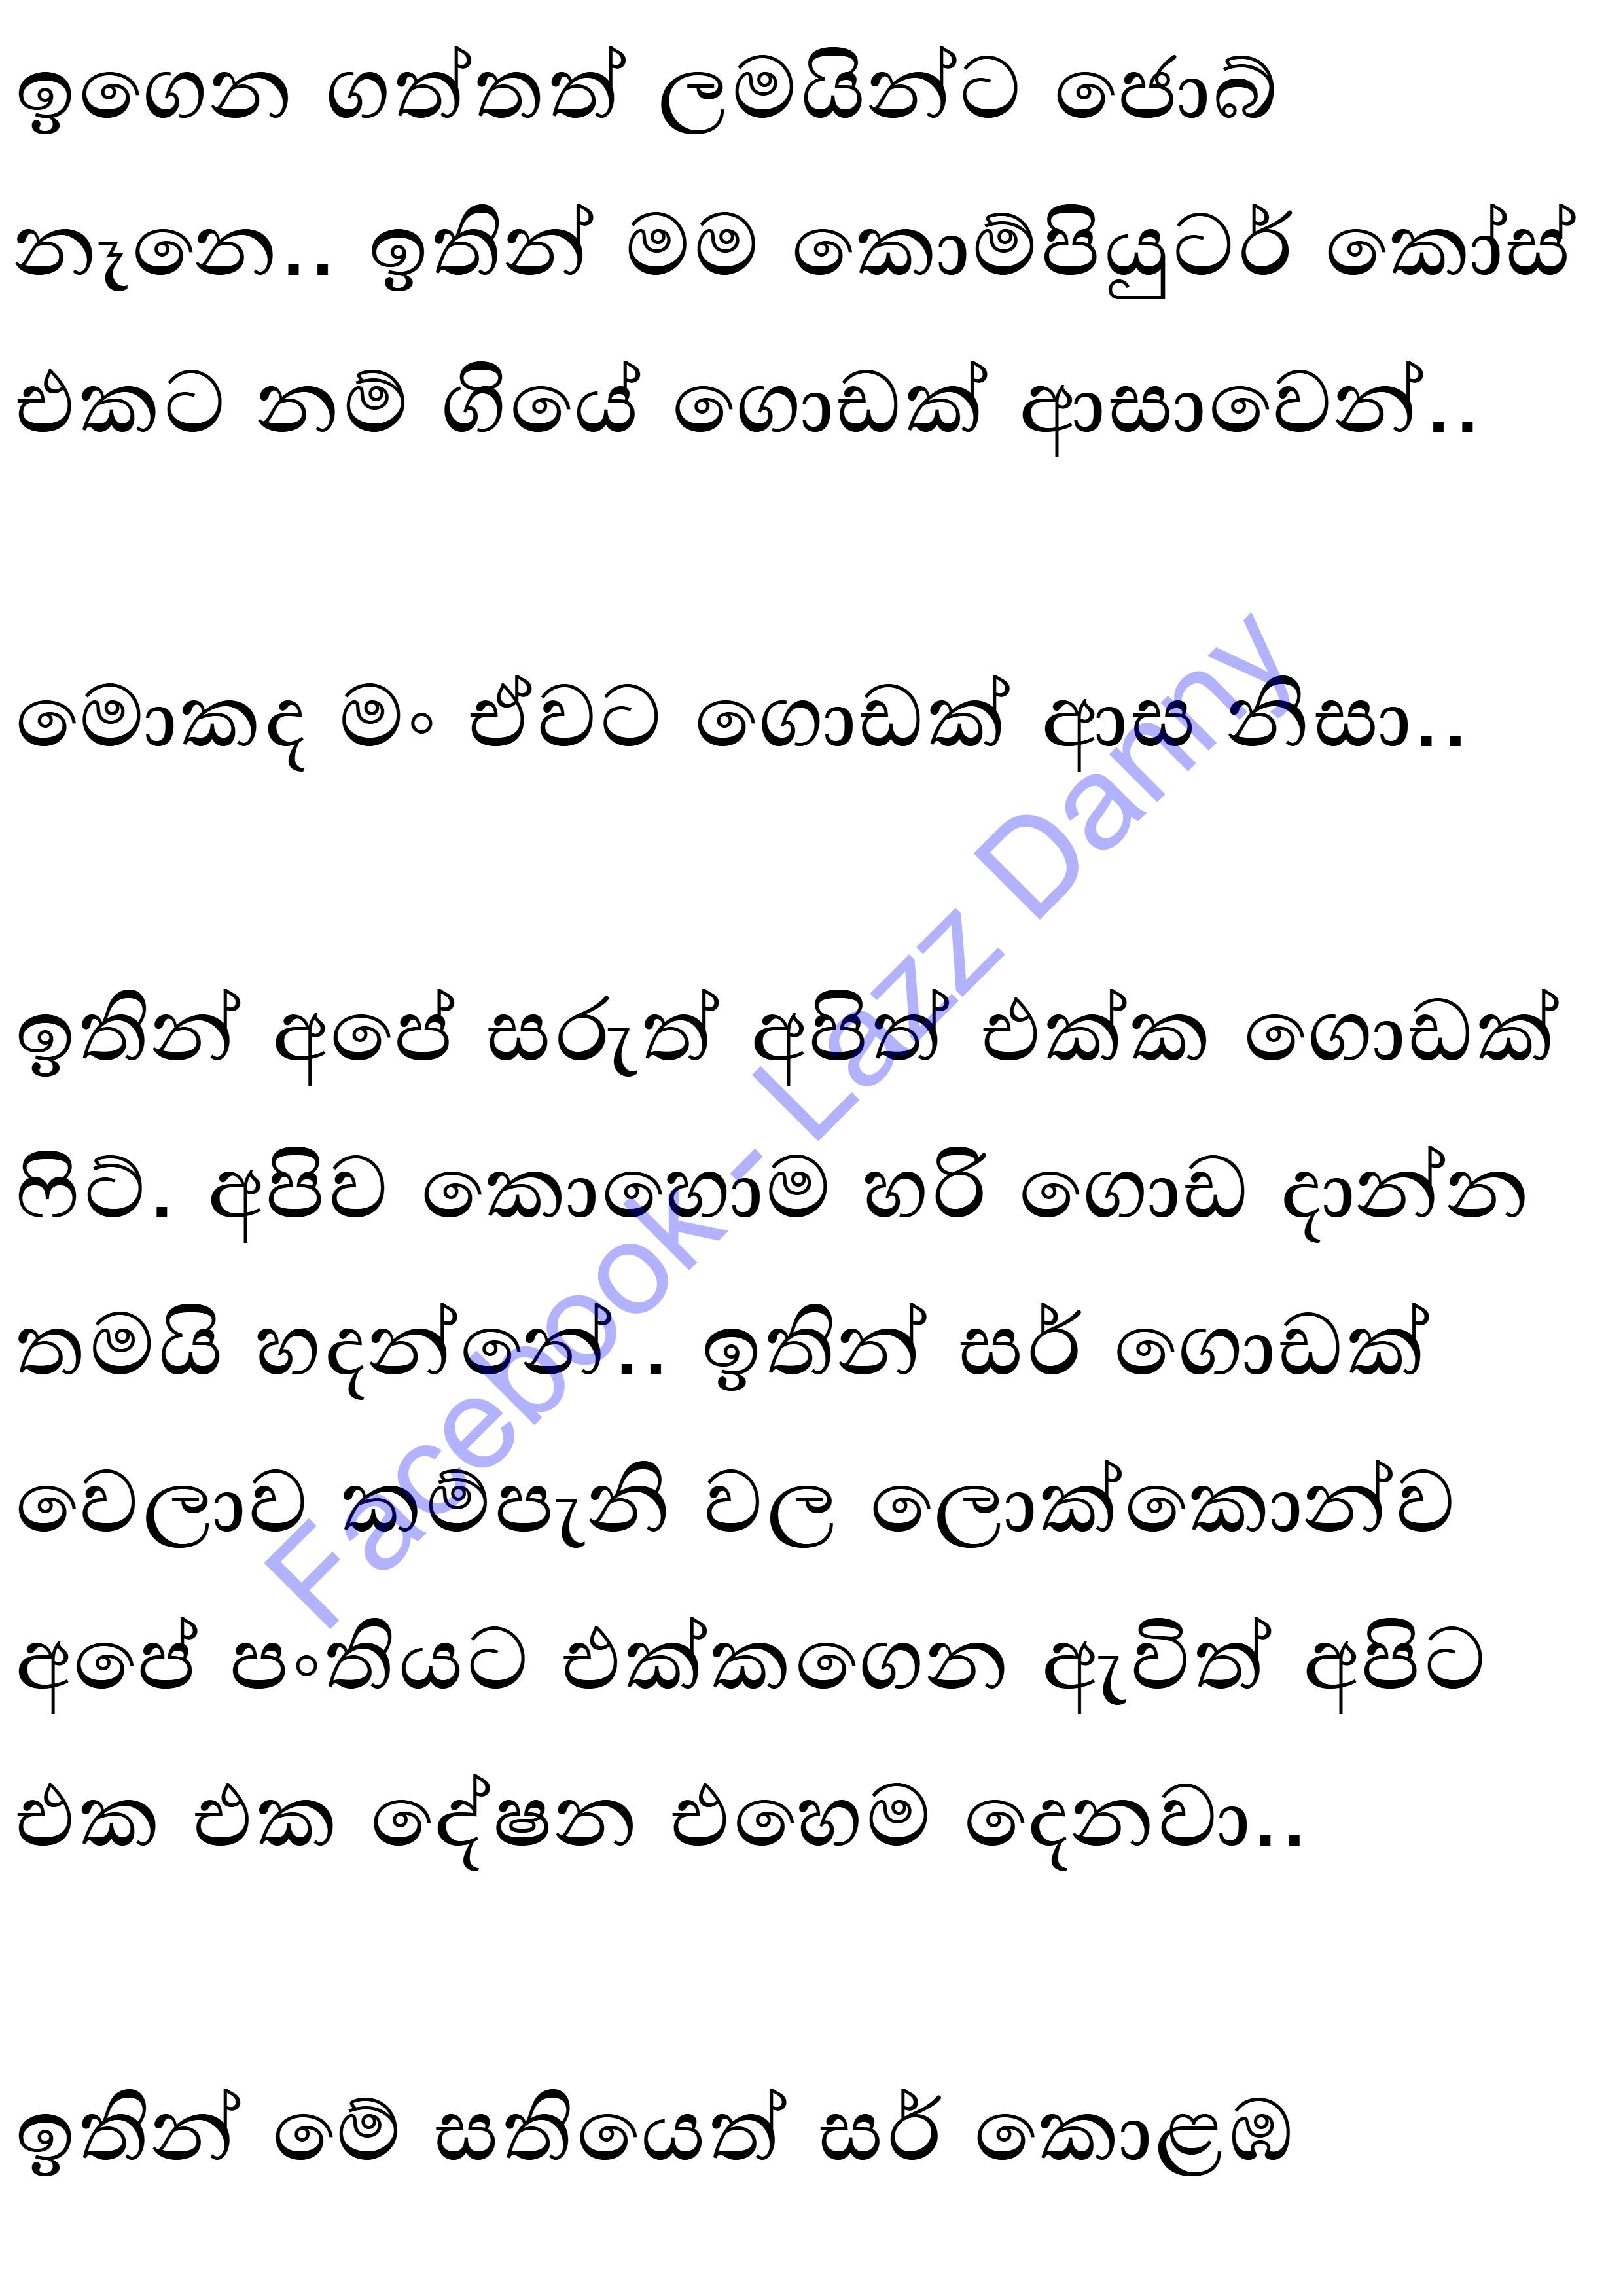 ඉගෙන ගත්තත් ලමයින්ට ජොබ්
නෑනෙ.. ඉතින් මම කොම්පියුටර් කෝස්
එකට නම් ගියේ ගොඩක් ආසාවෙන්..
මොකද මං ඒවට ගොඩක් ආස නිසා..
ඉතින් අපේ සරුත් අපිත් එක්ක ගොඩක්
ෆිට්. අපිව කොහොම හරි ගොඩ දාන්න
තමයි හදන්නේ.. ඉතින් සර් ගොඩක්
වෙලාව කම්පැනි වල ලොක්කොන්ව
අපේ පංතියට එක්කගෙන ඇවිත් අපිට
එක එක දේෂන එහෙම දෙනවා..
ඉතින් මේ සතියෙත් සර් කොළඹ
Facebook - Lazz Danny